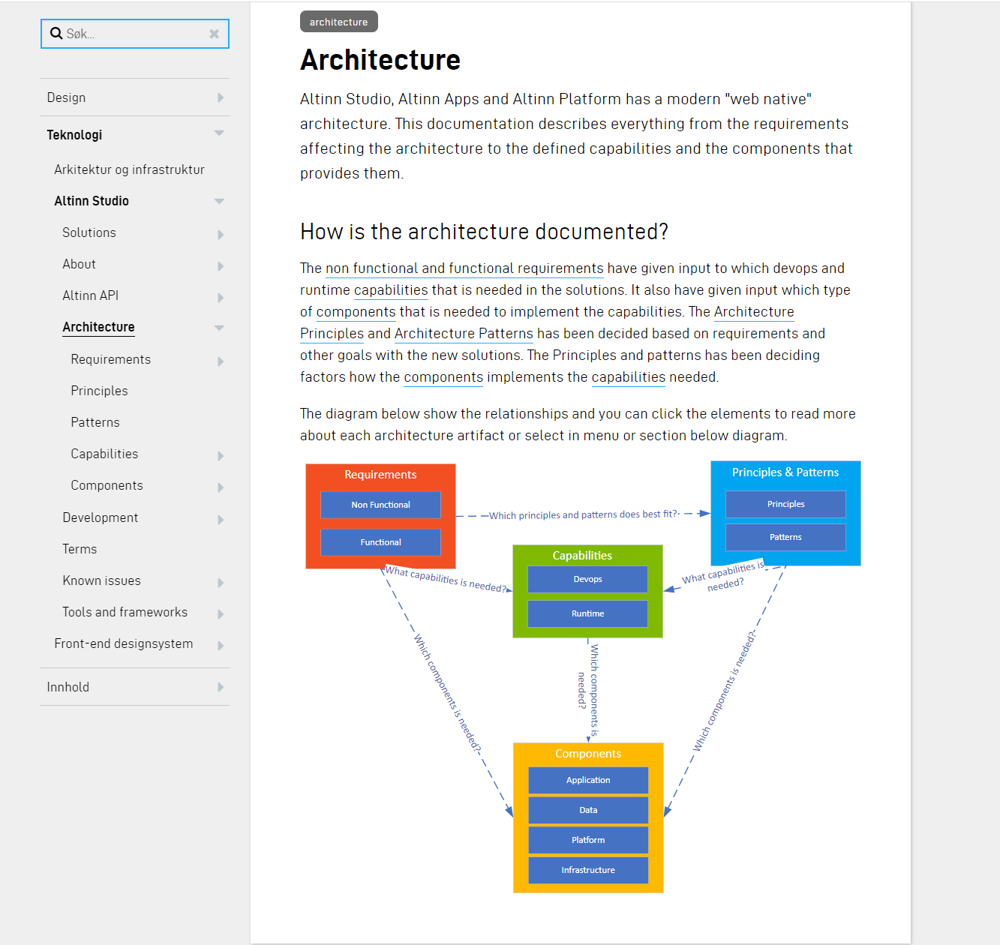 Søk...
Design
Teknologi
Arkitektur og infrastruktur
Altinn Studio
Solutions
About
Altinn API
Architecture
Requirements
Principles
Patterns
Capabilities
Components
Development
Terms
Known issues
Tools and frameworks
Front-end designsystem
Innhold
architecture
Architecture
Altinn Studio, Altinn Apps and Altinn Platform has a modern "web native"
architecture. This documentation describes everything from the requirements
affecting the architecture to the defined capabilities and the components that
provides them.
How is the architecture documented?
The non functional and functional requirements have given input to which devops and
runtime capabilities that is needed in the solutions. It also have given input which type
of components that is needed to implement the capabilities. The Architecture
Principles and Architecture Patterns has been decided based on requirements and
other goals with the new solutions. The Principles and patterns has been deciding
factors how the components implements the capabilities needed.
The diagram below show the relationships and you can click the elements to read more
about each architecture artifact or select in menu or section below diagram.
Requirements
Non Functional
Functional
Which principles and patterns does best fit?
Principles & Patterns
Principles
Patterns
Capabilities
Devops
Runtime
What capabilities is needed?
What capabilities is
needed?
Which components is needed?
Which components is
needed?
Which components is needed?
Components
Application
Data
Platform
Infrastructure